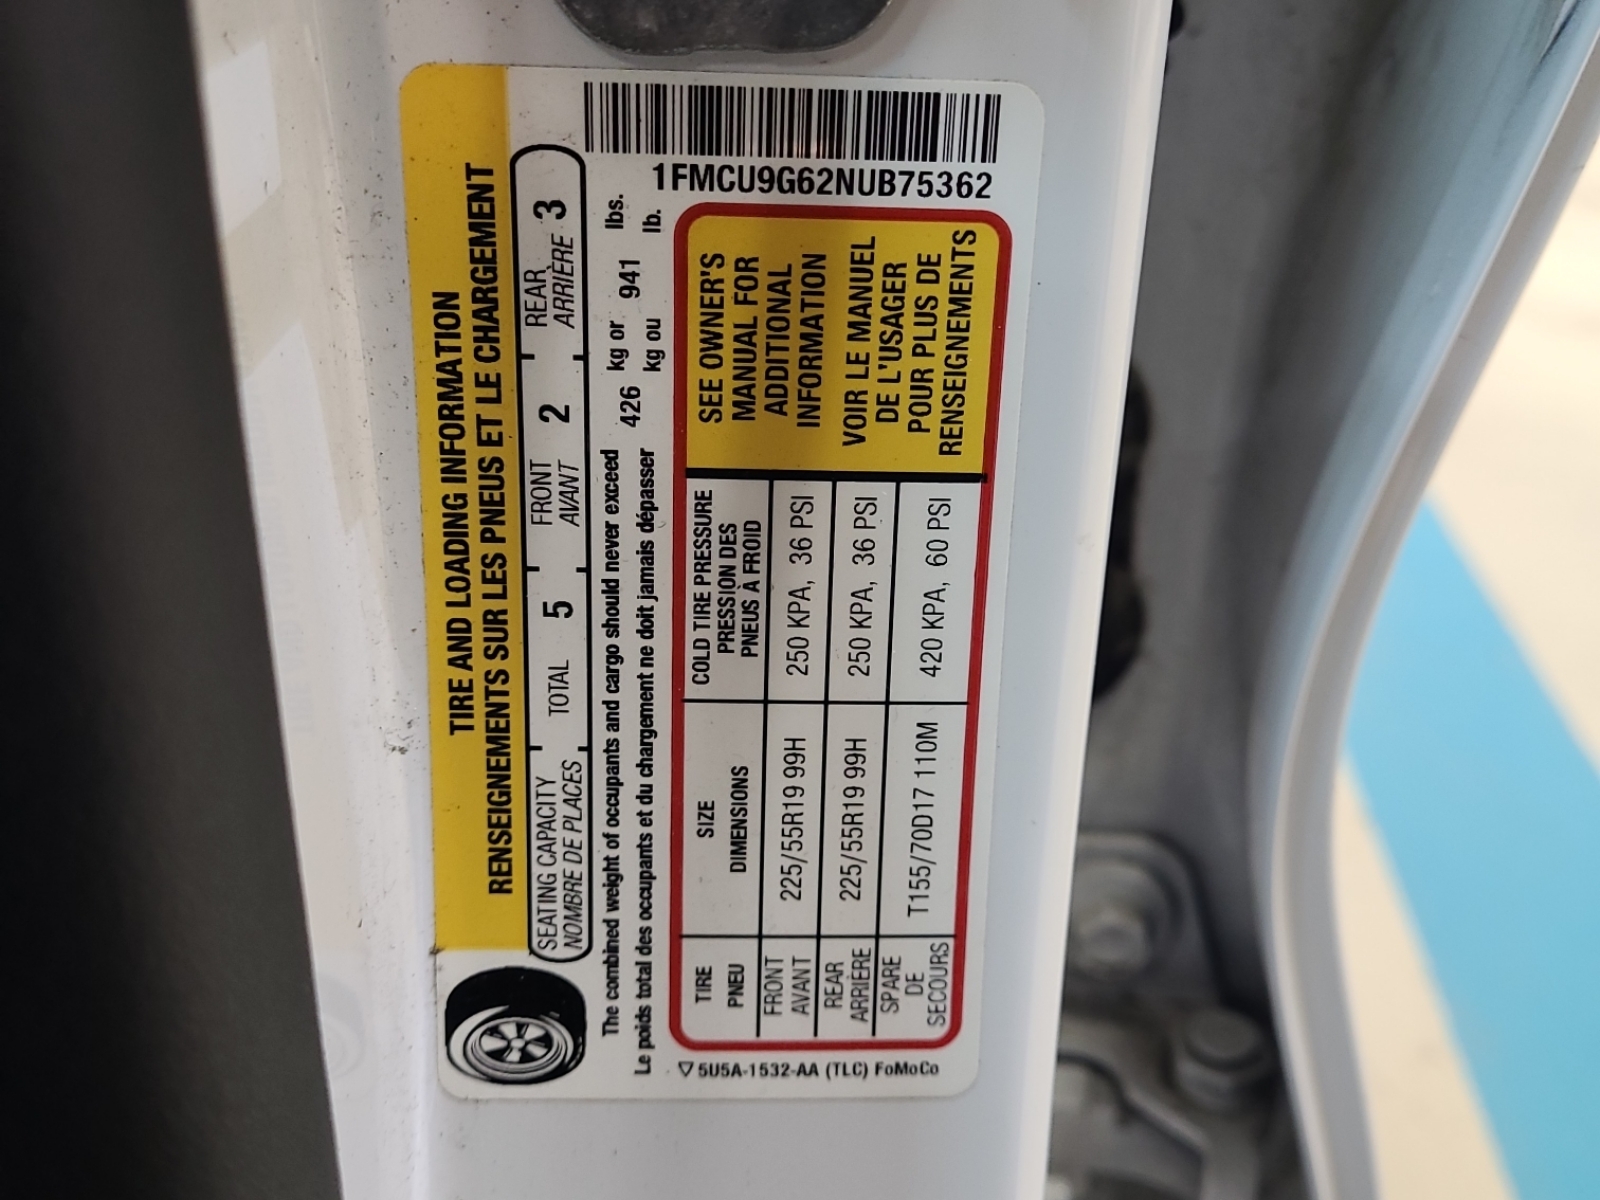 TIRE AND LOADING INFORMATION
RENSEIGNEMENTS SUR LES PNEUS ET LE CHARGEMENT
SEATING CAPACITY TOTAL 5 FRONT 2 REAR 3
NOMBRE DE PLACES AVANT ARRIÈRE
The combined weight of occupants and cargo should never exceed 426 kg or 941 lbs.
Le poids total des occupants et du chargement ne doit jamais dépasser kg ou lb.
1FMCU9G62NUB75362
TIRE SIZE COLD TIRE PRESSURE
PNEU DIMENSIONS PRESSION DES
PNEUS À FROID
FRONT
AVANT 225/55R19 99H 250 KPA, 36 PSI
REAR
ARRIÈRE 225/55R19 99H 250 KPA, 36 PSI
SPARE
DE
SECOURS T155/70D17 110M 420 KPA, 60 PSI
SEE OWNER'S
MANUAL FOR
ADDITIONAL
INFORMATION
VOIR LE MANUEL
DE L'USAGER
POUR PLUS DE
RENSEIGNEMENTS
5U5A-1532-AA (TLC) FoMoCo